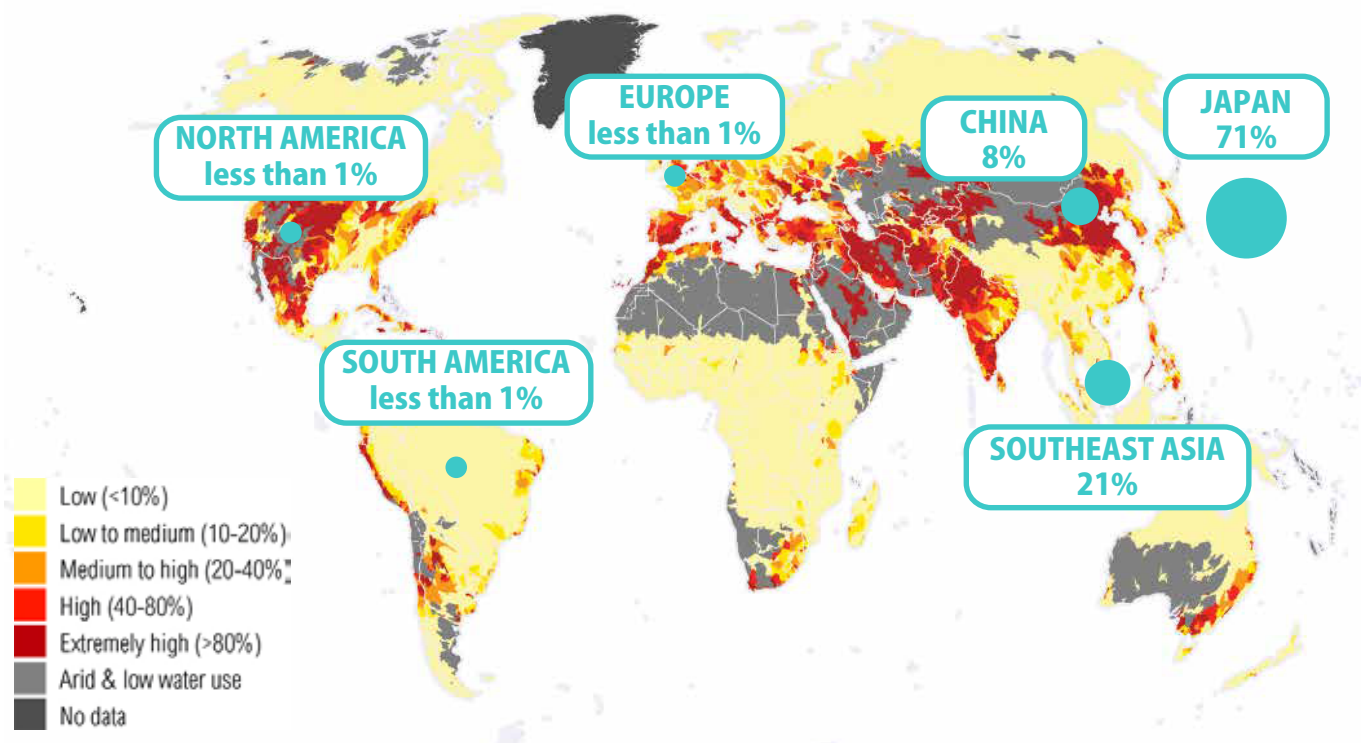 NORTH AMERICA
less than 1%
EUROPE
less than 1%
CHINA
8%
JAPAN
71%
SOUTH AMERICA
less than 1%
SOUTHEAST ASIA
21%
Low (<10%)
Low to medium (10-20%)
Medium to high (20-40%)
High (40-80%)
Extremely high (>80%)
Arid & low water use
No data